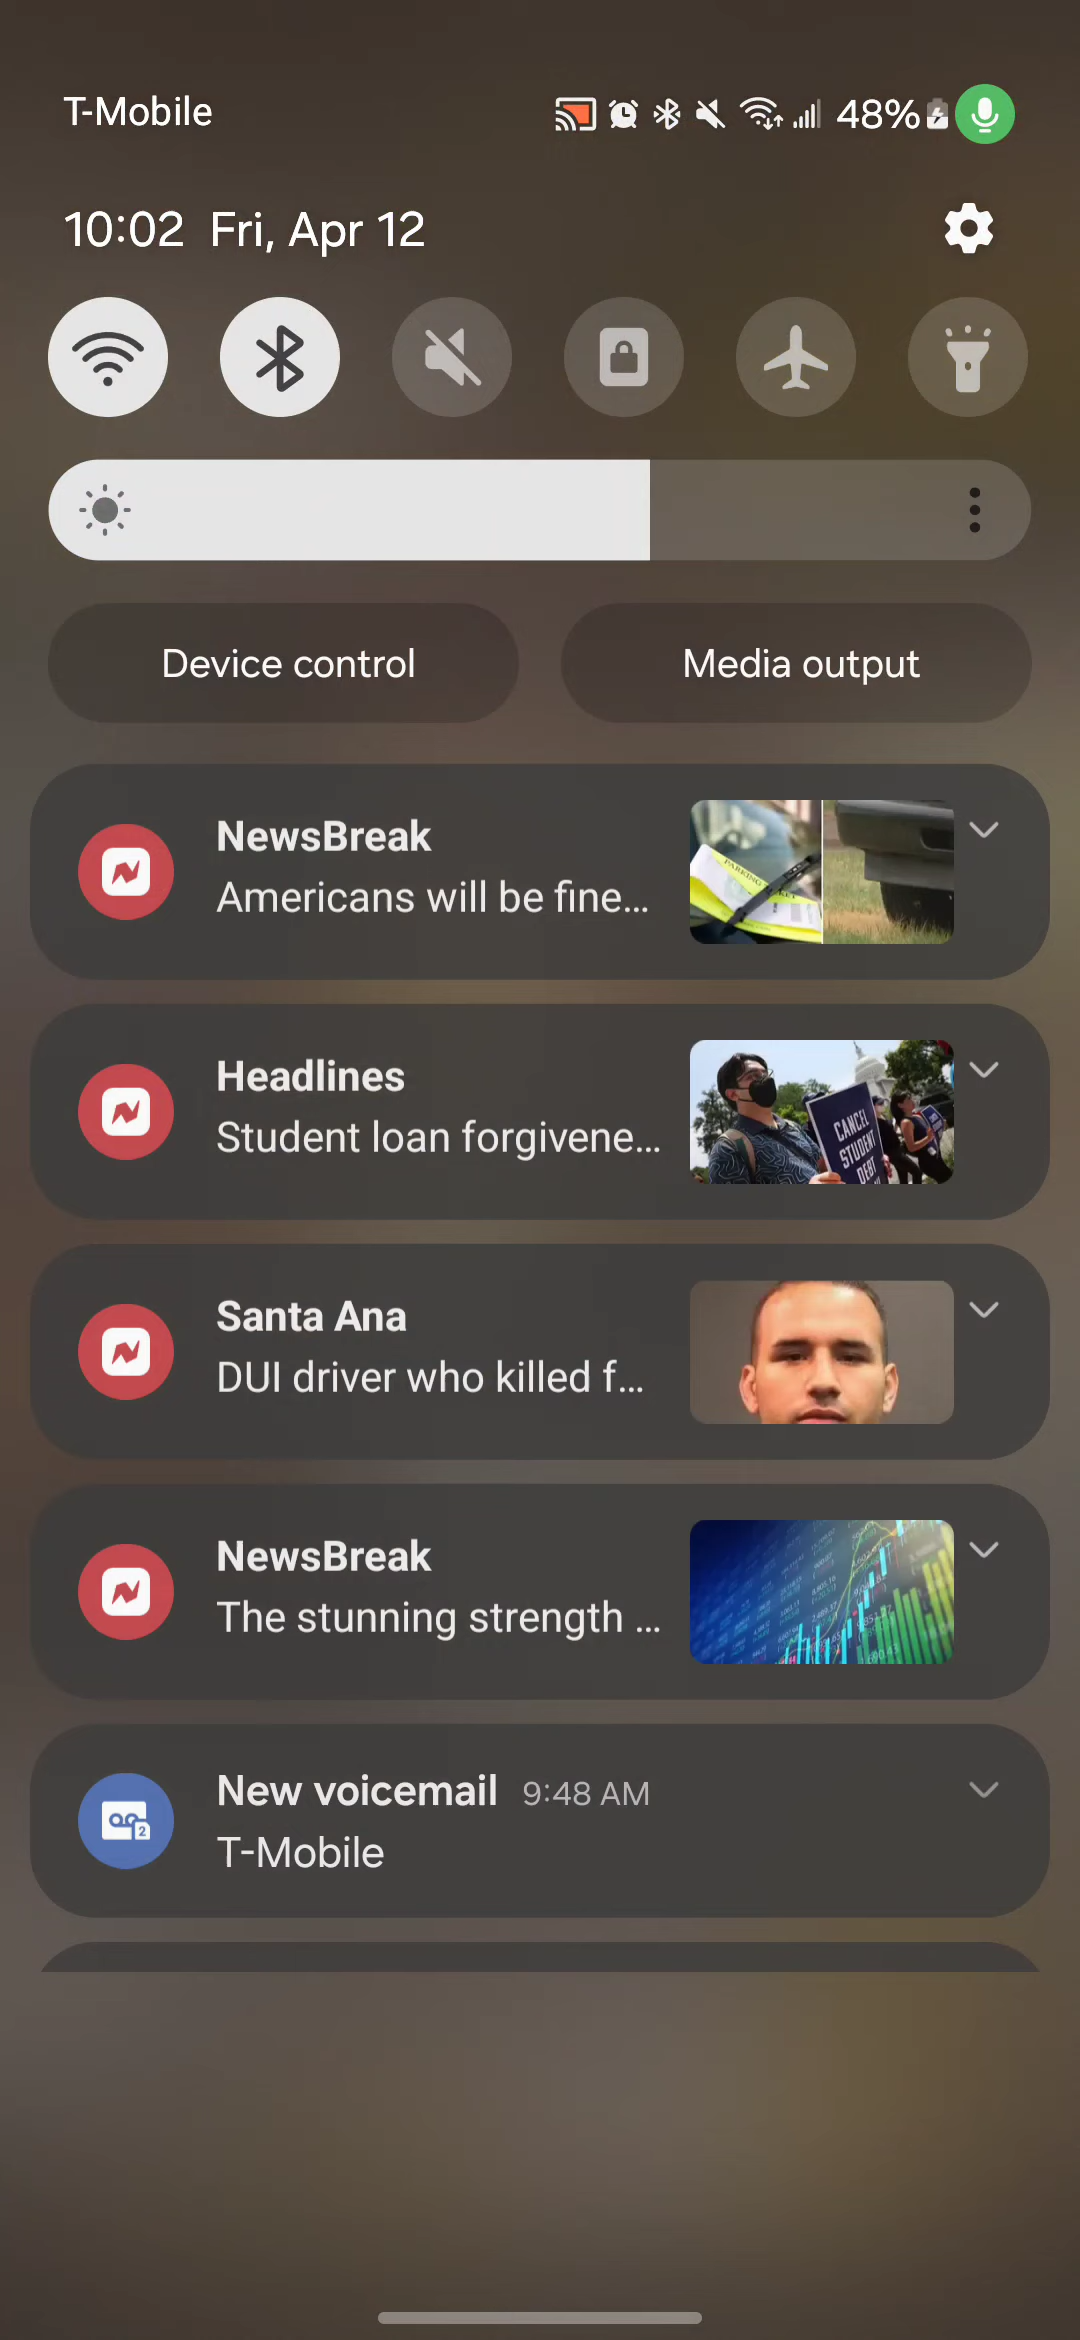 T-Mobile
48%
10:02 Fri, Apr 12
Device control
Media output
NewsBreak
Americans will be fine...
PARKING
Headlines
Student loan forgivene...
CANCEL
STUDENT
DEBT
Santa Ana
DUI driver who killed f...
NewsBreak
The stunning strength ...
2
New voicemail 9:48 AM
T-Mobile